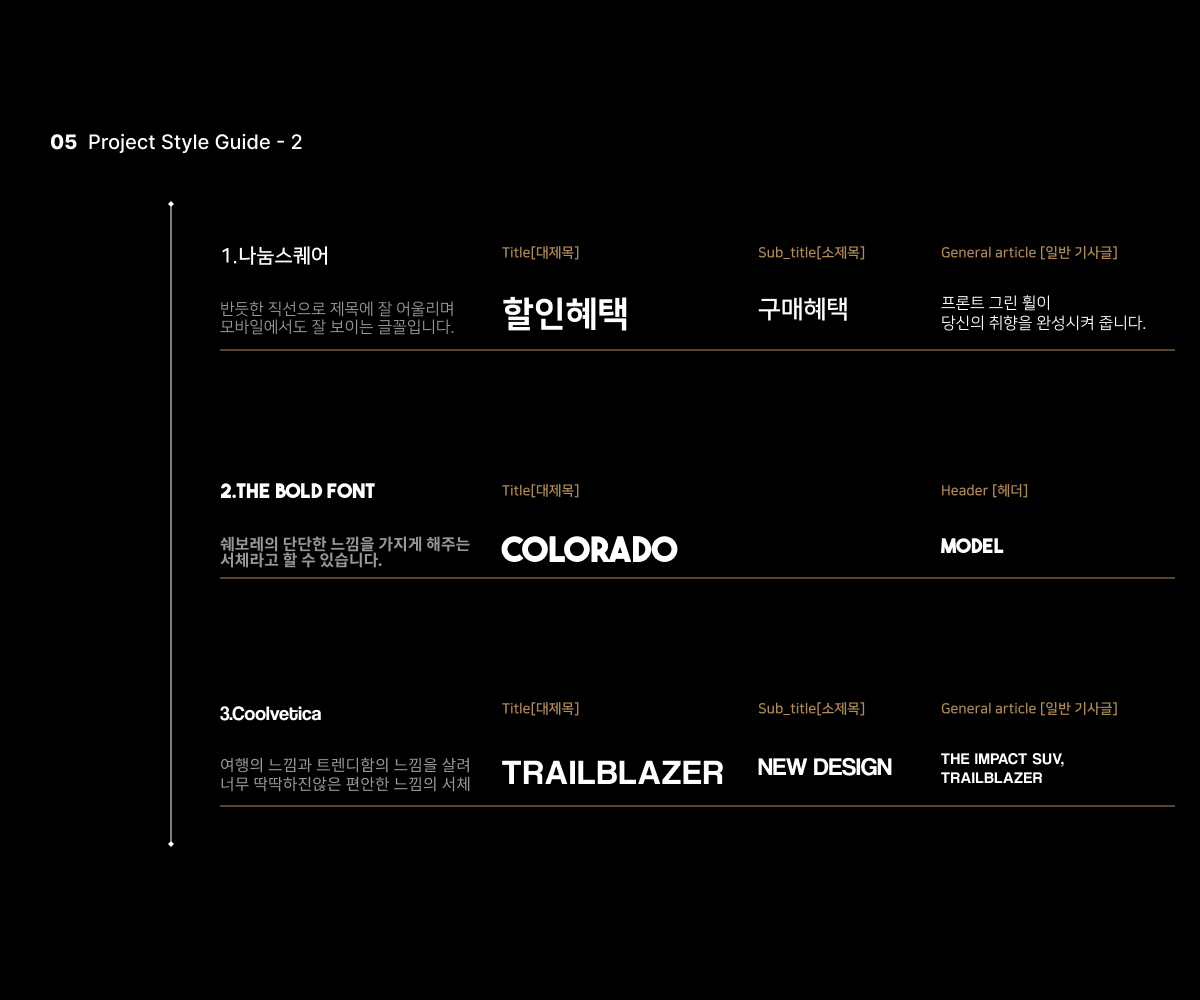 05 Project Style Guide - 2
1.나눔스퀘어
Title[대제목]
Sub_title[소제목]
General article [일반 기사글]
반듯한 직선으로 제목에 잘 어울리며
모바일에서도 잘 보이는 글꼴입니다.
할인혜택
구매혜택
프론트 그린 휠이
당신의 취향을 완성시켜 줍니다.
2.THE BOLD FONT
Title[대제목]
Header [헤더]
쉐보레의 단단한 느낌을 가지게 해주는
서체라고 할 수 있습니다.
COLORADO
MODEL
3.Coolvetica
Title[대제목]
Sub_title[소제목]
General article [일반 기사글]
여행의 느낌과 트렌디함의 느낌을 살려
너무 딱딱하진않은 편안한 느낌의 서체
TRAILBLAZER
NEW DESIGN
THE IMPACT SUV,
TRAILBLAZER